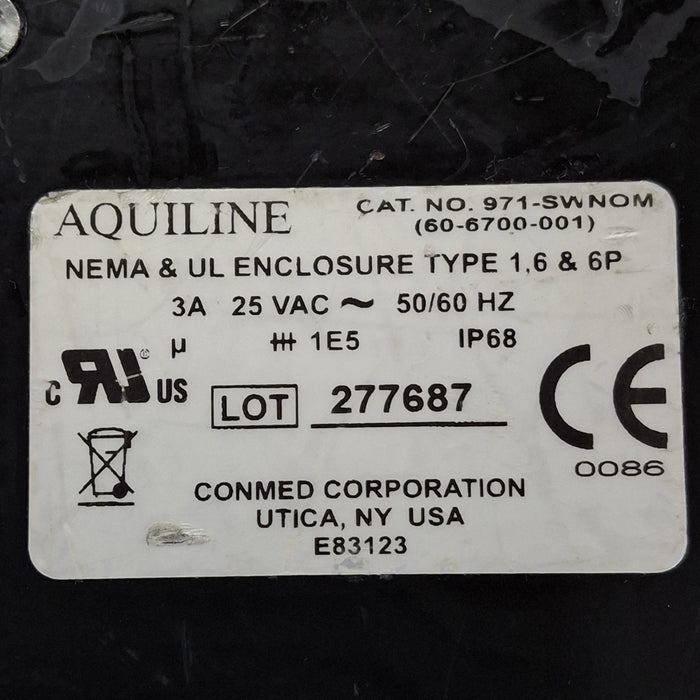 AQUILINE
CAT. NO. 971-SWNOM
(60-6700-001)
NEMA & UL ENCLOSURE TYPE 1,6 & 6P
3A 25 VAC ~ 50/60 HZ
µ 1E5 IP68
c RU ® US
LOT 277687
CE
0086
CONMED CORPORATION
UTICA, NY USA
E83123